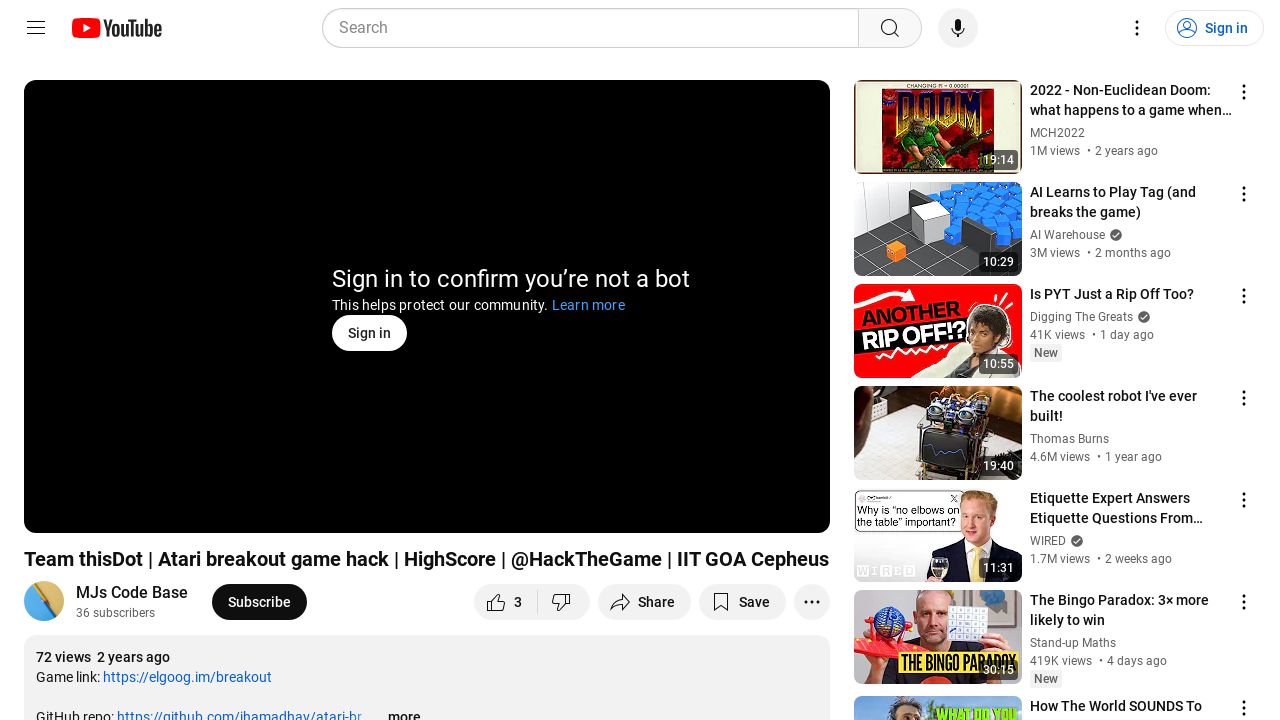 YouTube
Search
Sign in
Sign in to confirm you’re not a bot
This helps protect our community. Learn more
Sign in
Team thisDot | Atari breakout game hack | HighScore | @HackTheGame | IIT GOA Cepheus
MJs Code Base
36 subscribers
Subscribe
3
Share
Save
72 views 2 years ago
Game link: https://elgoog.im/breakout
GitHub repo: https://github.com/jhamadhav/atari-br
...more
CHANGING PI = 0.00001
DOOM
19:14
2022 - Non-Euclidean Doom:
what happens to a game when…
MCH2022
1M views • 2 years ago
10:29
AI Learns to Play Tag (and
breaks the game)
AI Warehouse
3M views • 2 months ago
ANOTHER
RIP OFF!?
10:55
Is PYT Just a Rip Off Too?
Digging The Greats
41K views • 1 day ago
New
19:40
The coolest robot I've ever
built!
Thomas Burns
4.6M views • 1 year ago
Why is “no elbows on
the table” important?
WIRED
11:31
Etiquette Expert Answers
Etiquette Questions From…
WIRED
1.7M views • 2 weeks ago
THE BINGO PARADOX
30:15
The Bingo Paradox: 3× more
likely to win
Stand-up Maths
419K views • 4 days ago
New
WHAT DO YOU
How The World SOUNDS To